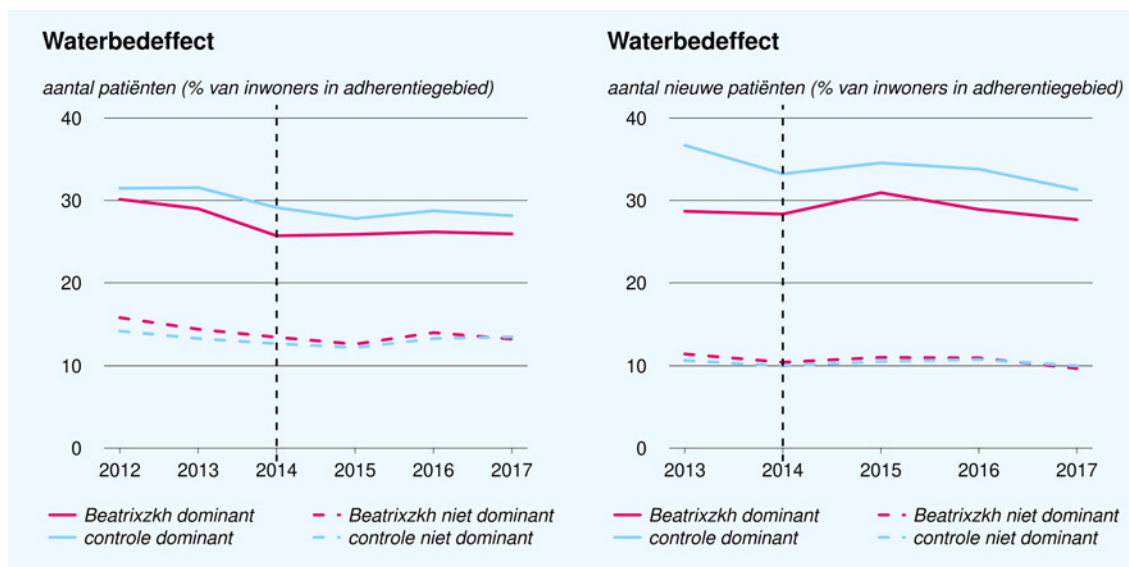 Waterbedeffect
aantal patiënten (% van inwoners in adherentiegebied)
40
30
20
10
0
2012 2013 2014 2015 2016 2017
Beatrixzkh dominant
Beatrixzkh niet dominant
controle dominant
controle niet dominant
Waterbedeffect
aantal nieuwe patiënten (% van inwoners in adherentiegebied)
40
30
20
10
0
2013 2014 2015 2016 2017
Beatrixzkh dominant
Beatrixzkh niet dominant
controle dominant
controle niet dominant